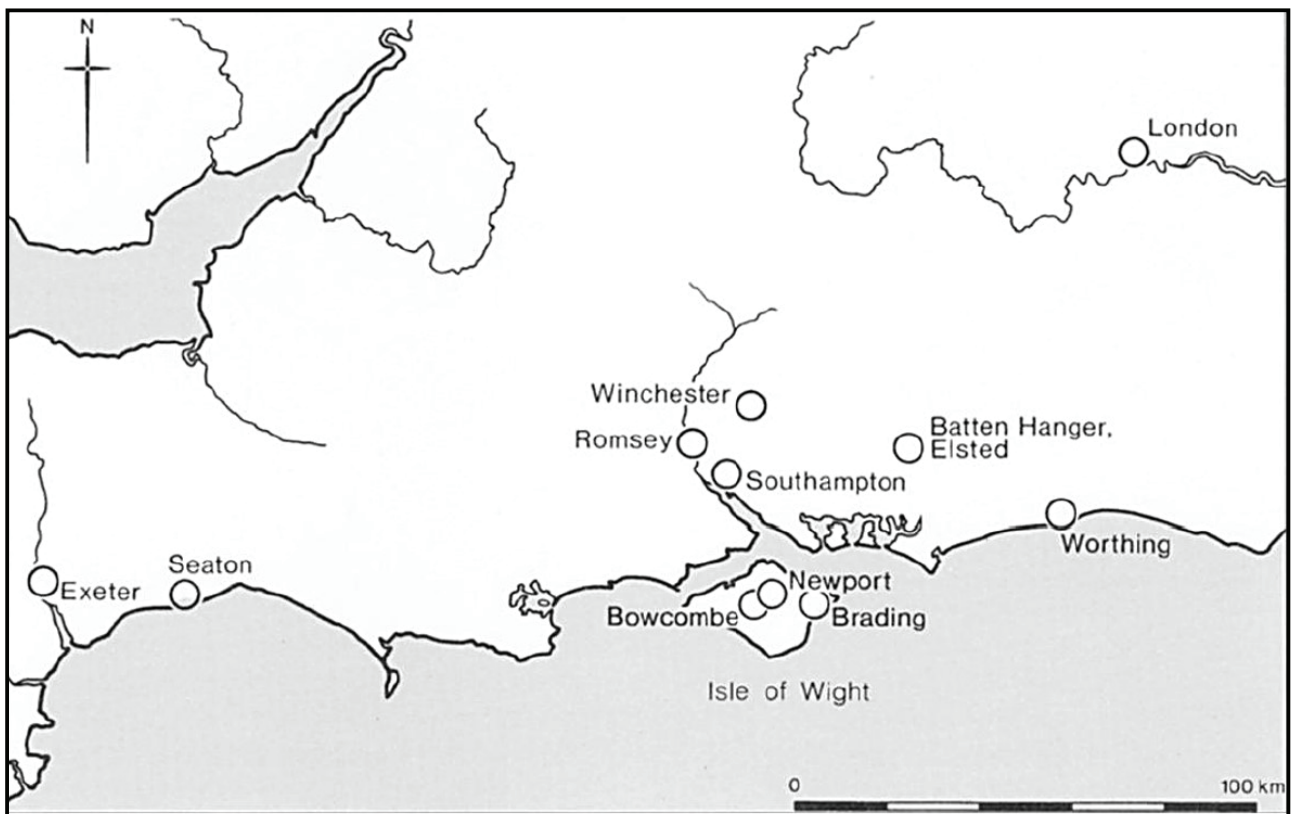 N
London
Winchester
Batten Hanger,
Elsted
Romsey
Southampton
Worthing
Seaton
Exeter
Newport
Bowcombe
Brading
Isle of Wight
0 100 km